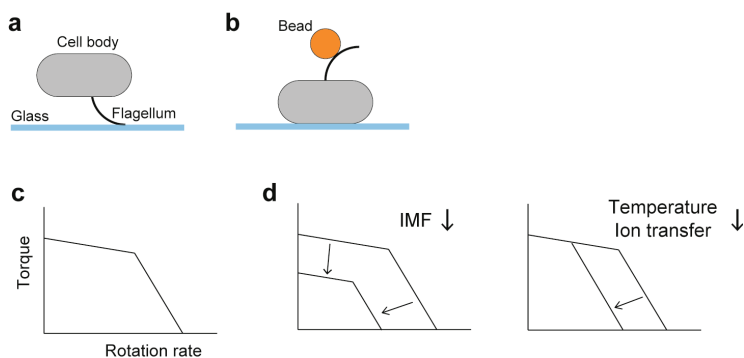 a
Cell body
Glass
Flagellum
b
Bead
c
Torque
Rotation rate
d
IMF ↓
Temperature
Ion transfer ↓